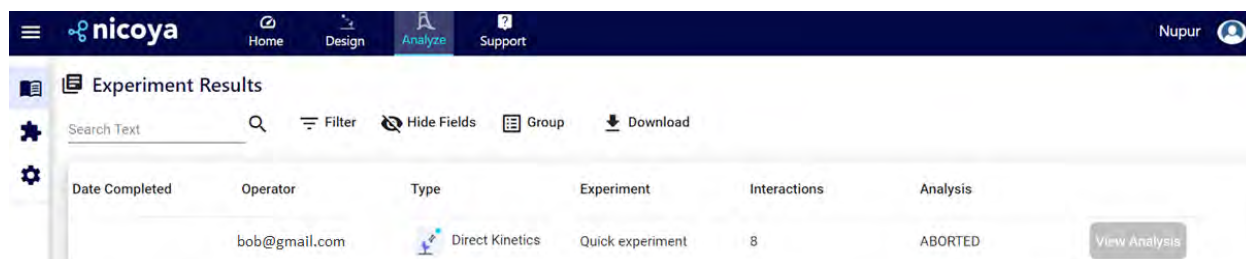 nicoya
Home
Design
Analyze
Support
Nupur
Experiment Results
Search Text
Filter
Hide Fields
Group
Download
Date Completed Operator Type Experiment Interactions Analysis
bob@gmail.com Direct Kinetics Quick experiment 8 ABORTED View Analysis